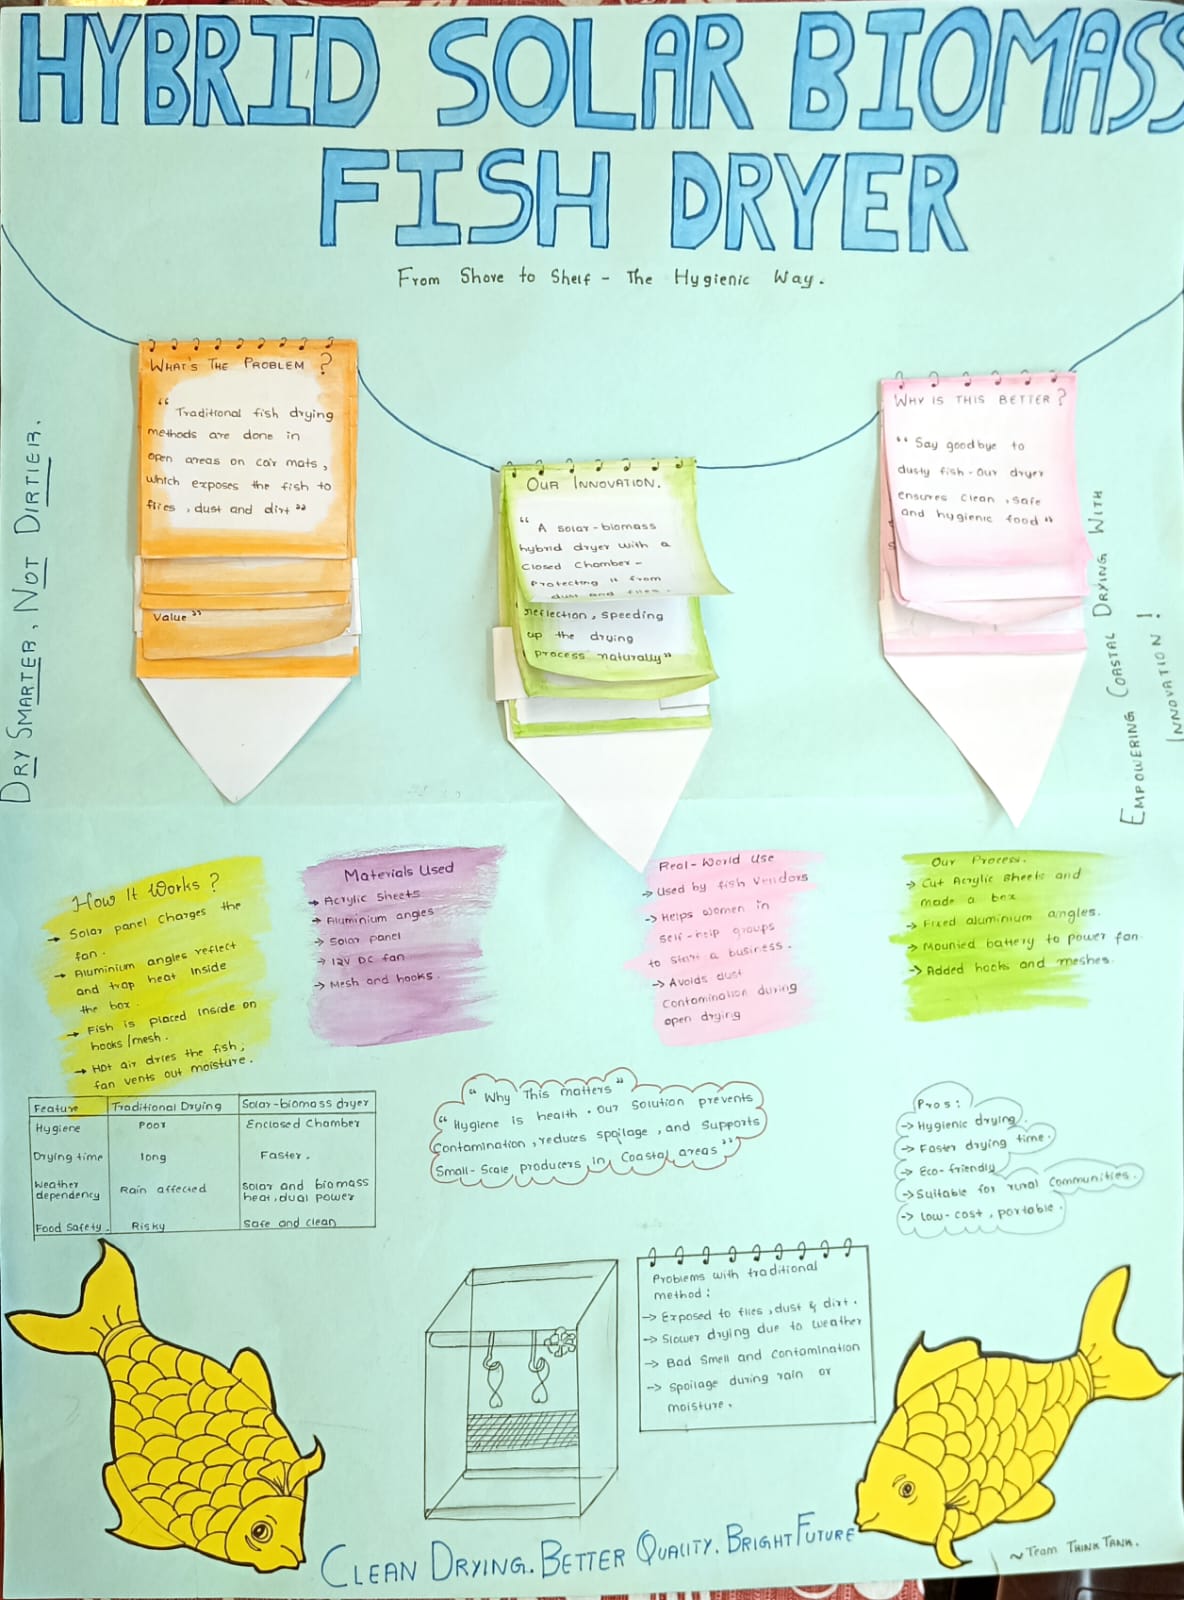 HYBRID SOLAR BIOMASS
FISH DRYER
From Shore to Shelf - The Hygienic Way.
DRY SMARTER, NOT DIRTIER.
WHAT'S THE PROBLEM ?
“ Traditional fish drying
methods are done in
open areas on coir mats,
which exposes the fish to
flies, dust and dirt ”
Value ”
OUR INNOVATION.
“ A solar-biomass
hybrid dryer with a
Closed Chamber -
Protecting it from
dust and flies.
reflection, speeding
up the drying
process naturally”
WHY IS THIS BETTER ?
“ Say goodbye to
dusty fish - Our dryer
ensures clean, safe
and hygienic food ”
EMPOWERING COASTAL DRYING WITH
INNOVATION !
How It Works ?
→ Solar panel Charges the
fan.
→ Aluminium angles reflect
and trap heat Inside
the box.
→ Fish is placed inside on
hooks/mesh.
→ Hot air dries the fish;
fan vents out moisture.
Materials Used
→ Acrylic Sheets
→ Aluminium angles
→ Solar panel
→ 12V DC fan
→ Mesh and hooks.
Real-World Use
→ Used by fish vendors
→ Helps women in
self-help groups
to start a business.
→ Avoids dust
Contamination during
open drying
Our Process.
→ Cut Acrylic sheets and
made a box
→ Fixed aluminium angles.
→ Mounted battery to power fan.
→ Added hooks and meshes.
Feature Traditional Drying Solar-biomass dryer
Hygiene Poor Enclosed Chamber
Drying time long Faster.
Weather dependency Rain affected Solar and biomass heat, dual power
Food Safety. Risky Safe and clean
“ Why This matters ”
“ Hygiene is health. Our Solution prevents
Contamination, reduces spoilage, and Supports
Small-Scale producers in Coastal areas ”
Pros :
→ Hygienic drying.
→ Faster drying time.
→ Eco-friendly
→ Suitable for rural Communities.
→ Low-cost, portable.
Problems with traditional
method :
→ Exposed to flies, dust & dirt.
→ Slower drying due to weather
→ Bad Smell and Contamination
→ Spoilage during rain or
moisture.
CLEAN DRYING. BETTER QUALITY. BRIGHT FUTURE
~ Team THINK TANK.